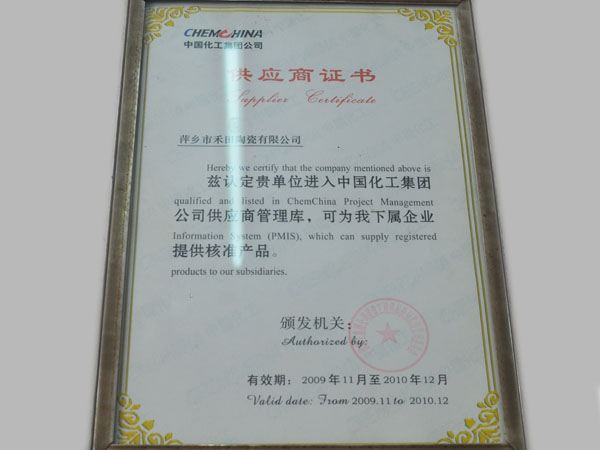 CHEMCHINA
中国化工集团公司
供应商证书
Supplier Certificate
萍乡市禾田陶瓷有限公司
Hereby we certify that the company mentioned above is
兹认定贵单位进入中国化工集团
qualified and listed in ChemChina Project Management
公司供应商管理库，可为我下属企业
Information System (PMIS), which can supply registered
提供核准产品。
products to our subsidiaries.
颁发机关：
Authorized by:
有效期：2009年11月至2010年12月
Valid date: From 2009.11 to 2010.12